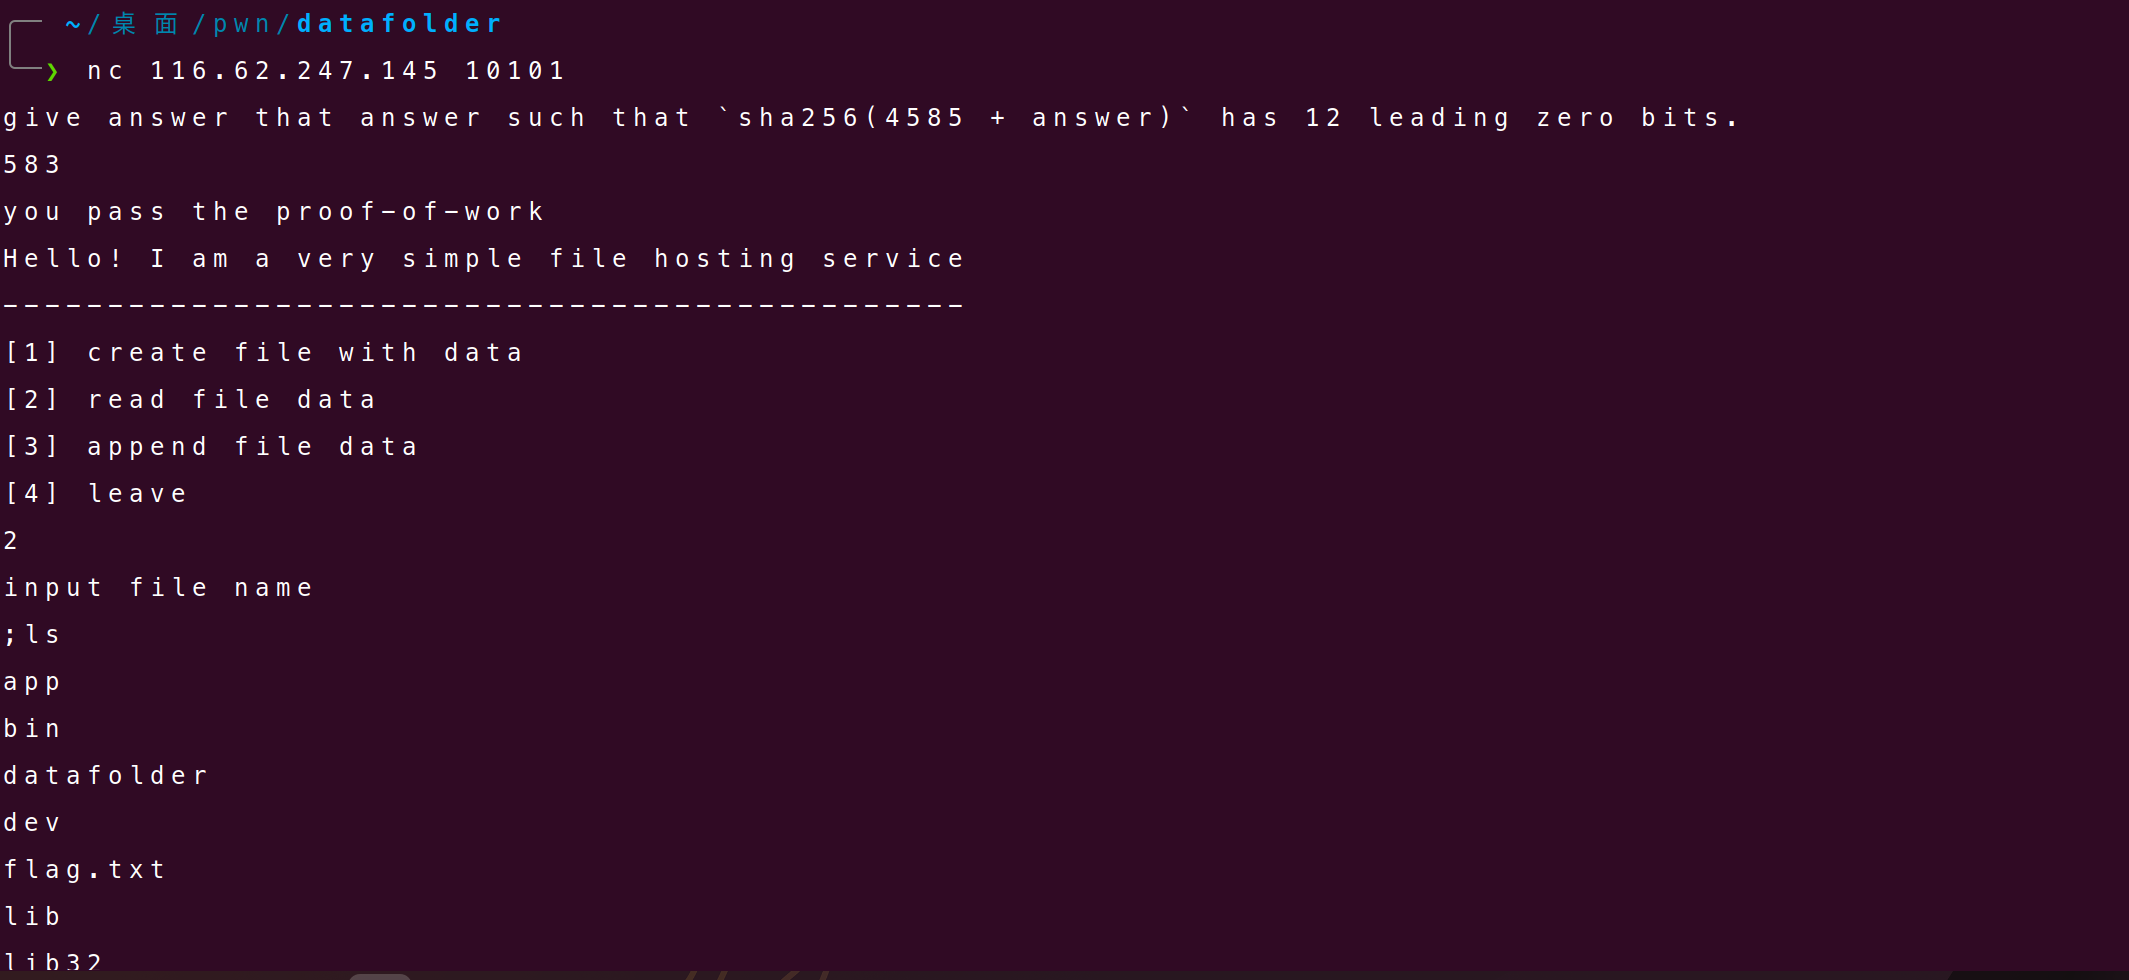 ~/桌面/pwn/datafolder
❯ nc 116.62.247.145 10101
give answer that answer such that `sha256(4585 + answer)` has 12 leading zero bits.
583
you pass the proof-of-work
Hello! I am a very simple file hosting service
----------------------------------------------
[1] create file with data
[2] read file data
[3] append file data
[4] leave
2
input file name
;ls
app
bin
datafolder
dev
flag.txt
lib
lib32